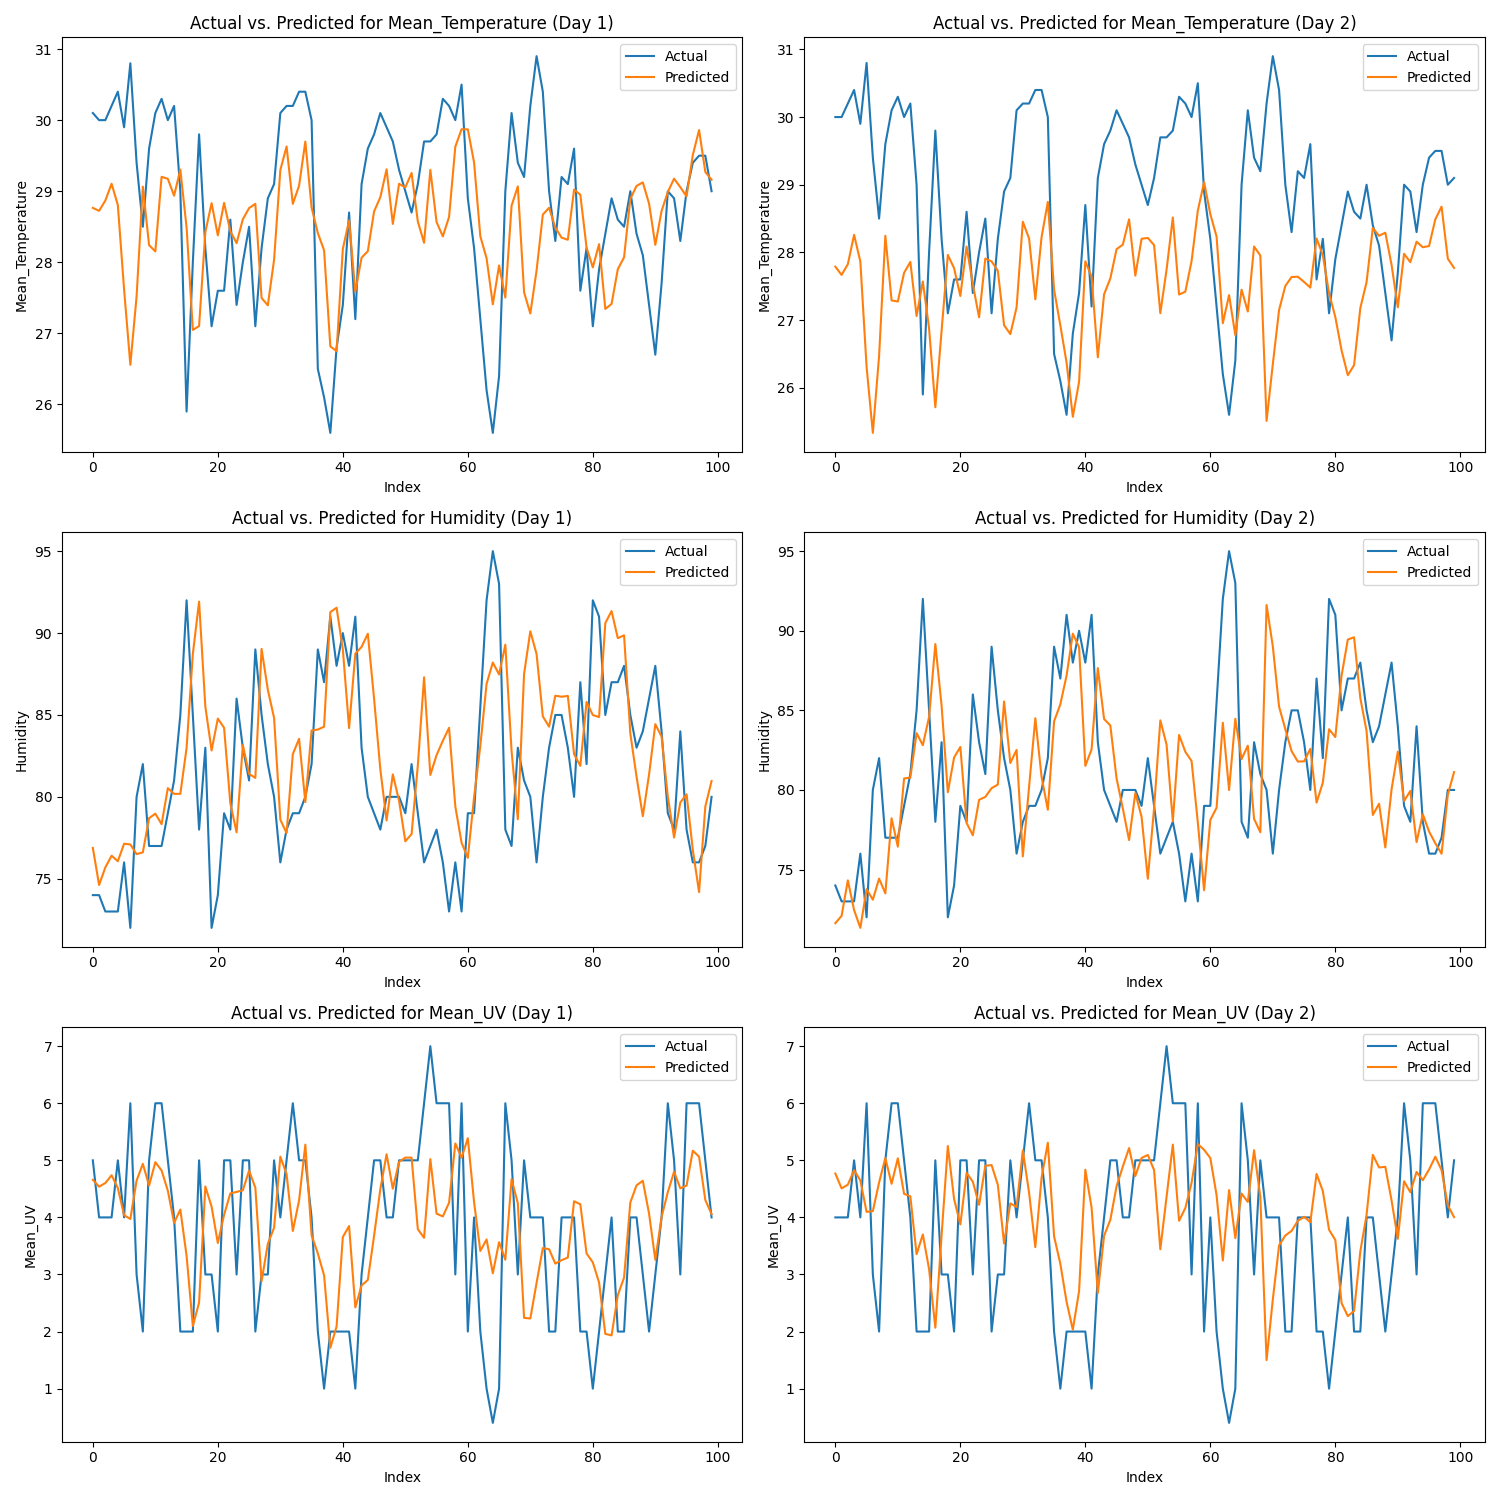 Actual vs. Predicted for Mean_Temperature (Day 1)
Actual
Predicted
Mean_Temperature
31
30
29
28
27
26
0 20 40 60 80 100
Index
Actual vs. Predicted for Mean_Temperature (Day 2)
Actual
Predicted
Mean_Temperature
31
30
29
28
27
26
0 20 40 60 80 100
Index
Actual vs. Predicted for Humidity (Day 1)
Actual
Predicted
Humidity
95
90
85
80
75
0 20 40 60 80 100
Index
Actual vs. Predicted for Humidity (Day 2)
Actual
Predicted
Humidity
95
90
85
80
75
0 20 40 60 80 100
Index
Actual vs. Predicted for Mean_UV (Day 1)
Actual
Predicted
Mean_UV
7
6
5
4
3
2
1
0 20 40 60 80 100
Index
Actual vs. Predicted for Mean_UV (Day 2)
Actual
Predicted
Mean_UV
7
6
5
4
3
2
1
0 20 40 60 80 100
Index